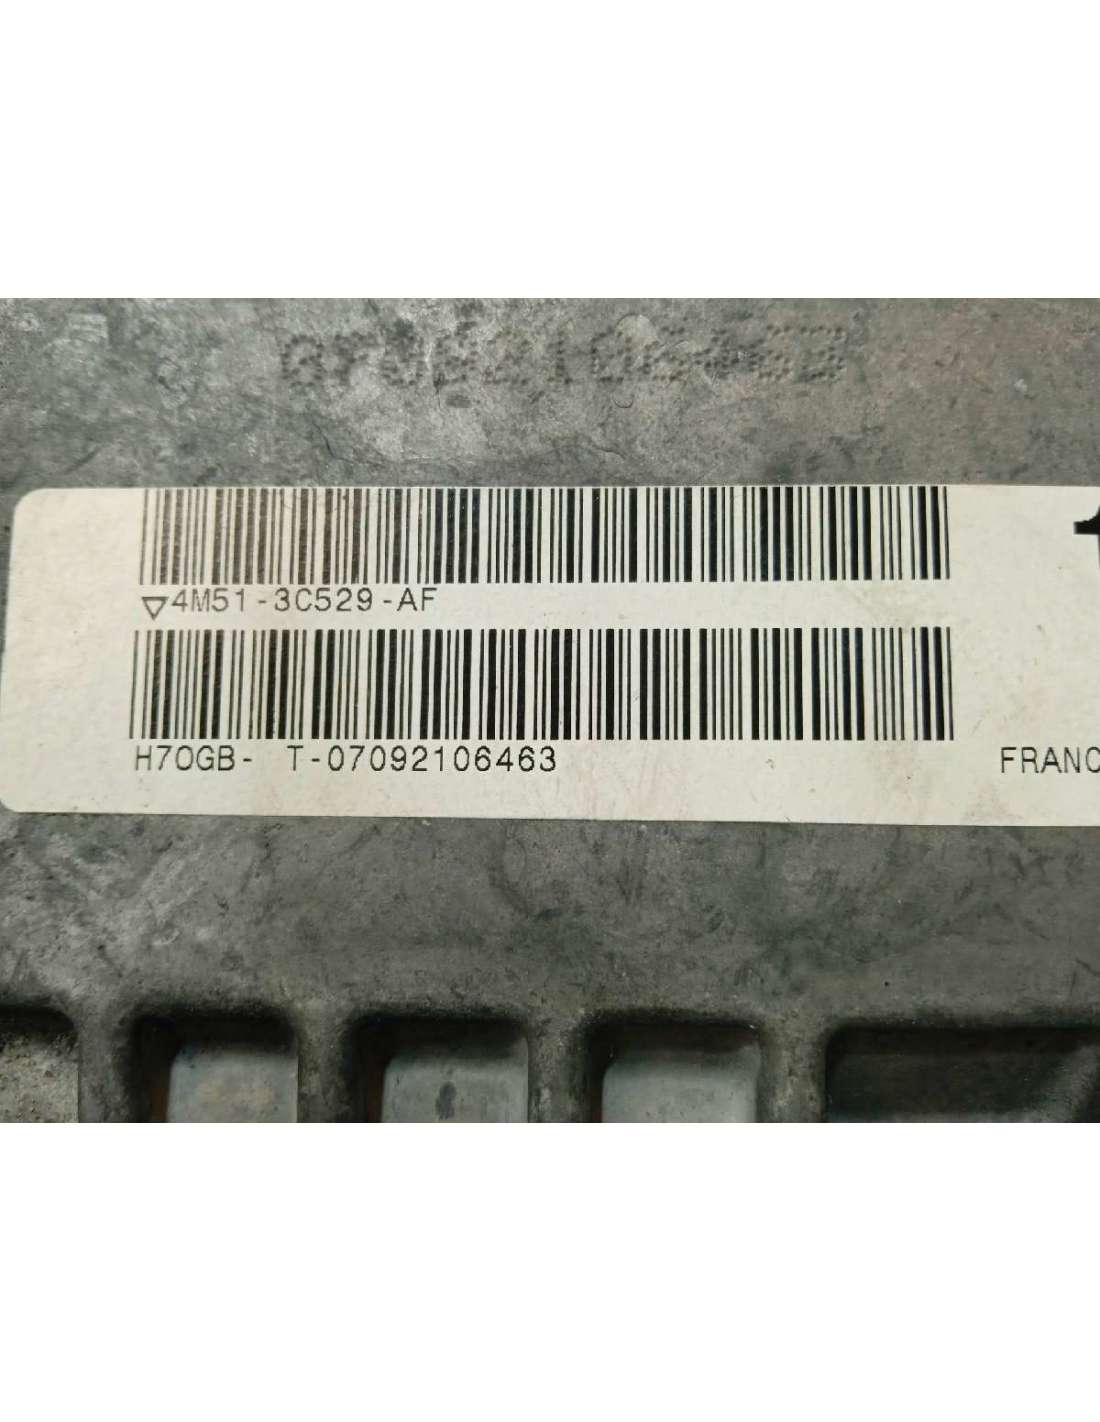 ▽4M51-3C529-AF
H7OGB- T-07092106463
FRANC